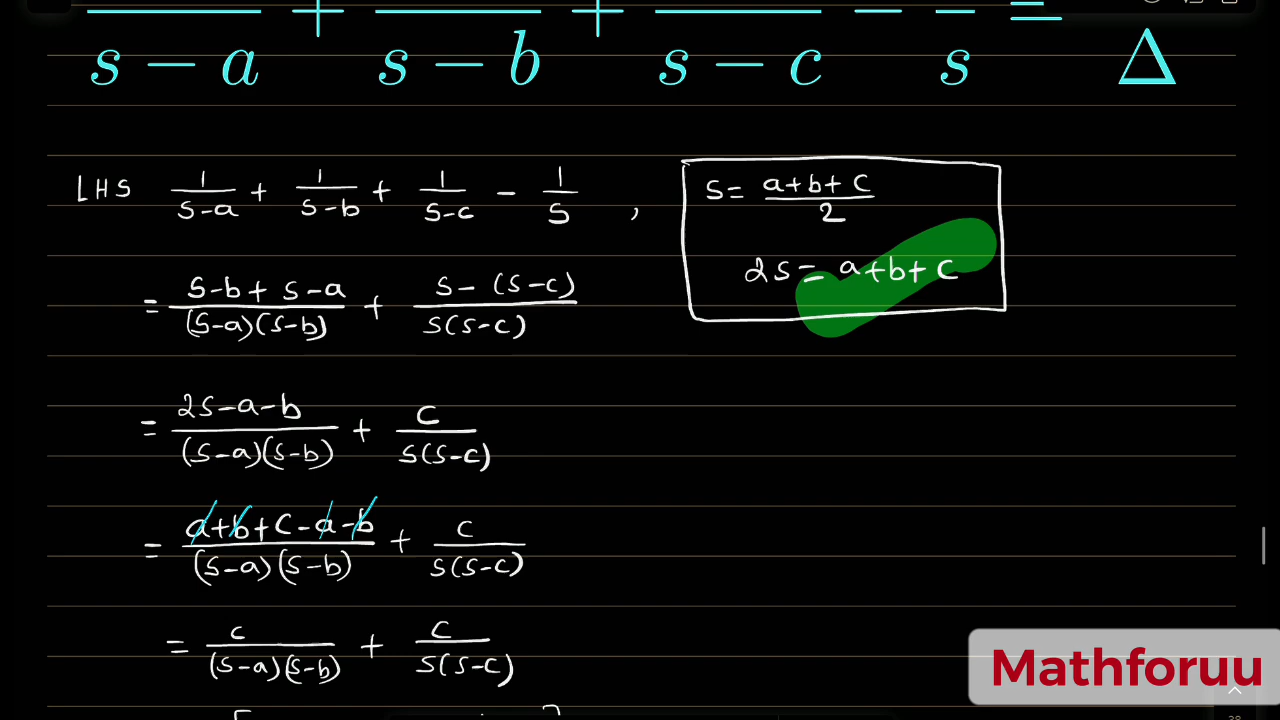 s − a + s − b + s − c − s = Δ
LHS 1/(s-a) + 1/(s-b) + 1/(s-c) - 1/s ,
s = (a+b+c)/2
2s = a+b+c
= (s-b+s-a)/((s-a)(s-b)) + (s-(s-c))/(s(s-c))
= (2s-a-b)/((s-a)(s-b)) + c/(s(s-c))
= (a+b+c-a-b)/((s-a)(s-b)) + c/(s(s-c))
= c/((s-a)(s-b)) + c/(s(s-c))
Mathforuu